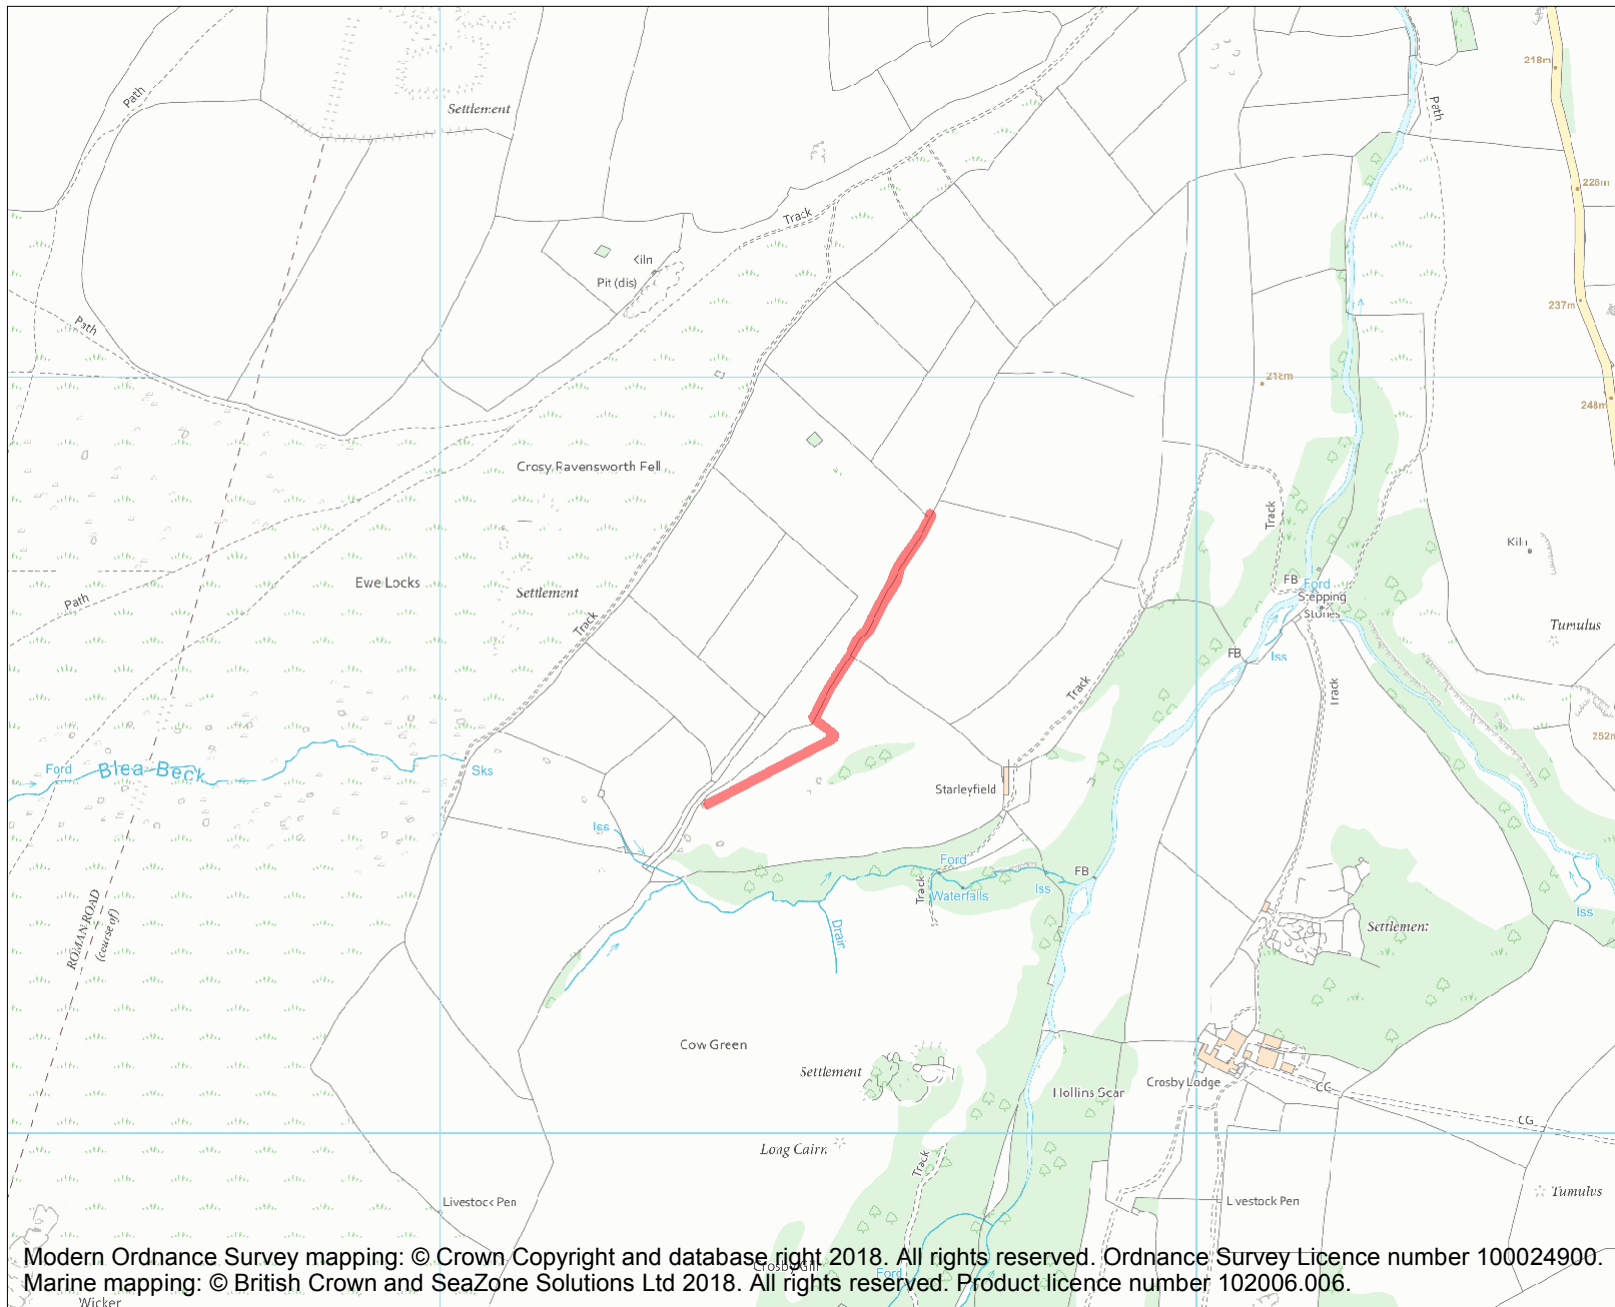 218m
Path
Path
Settlement
228m
Track
Kiln
Pit (dis)
237m
Path
218m
248m
Crosy Ravensworth Fell
Track
Kiln
Ewe Locks
Settlement
Path
Track
FB
Ford
Stepping
Stones
Tumulus
FB
Iss
Track
Track
252m
Ford
Blea Beck
Sks
Starleyfield
Iss
Ford
FB
Track
Waterfalls
Iss
Iss
ROMAN ROAD
(course of)
Drain
Settlement
Cow Green
Settlement
Hollins Scar
Crosby Lodge
CG
CG
Long Cairn
Track
Livestock Pen
Livestock Pen
Tumulus
Modern Ordnance Survey mapping: © Crown Copyright and database right 2018. All rights reserved. Ordnance Survey Licence number 100024900.
Crosby Gill
Ford
Marine mapping: © British Crown and SeaZone Solutions Ltd 2018. All rights reserved. Product licence number 102006.006.
Wicker